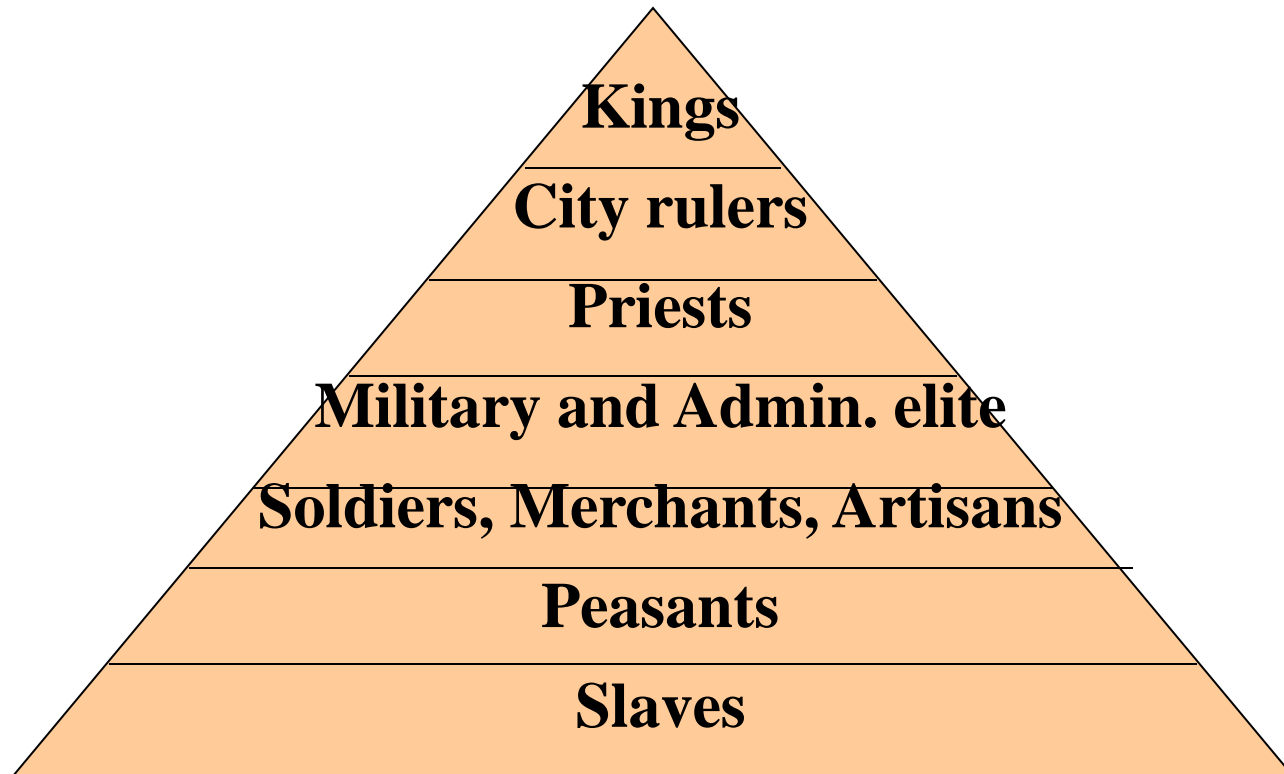 Kings
City rulers
Priests
Military and Admin. elite
Soldiers, Merchants, Artisans
Peasants
Slaves